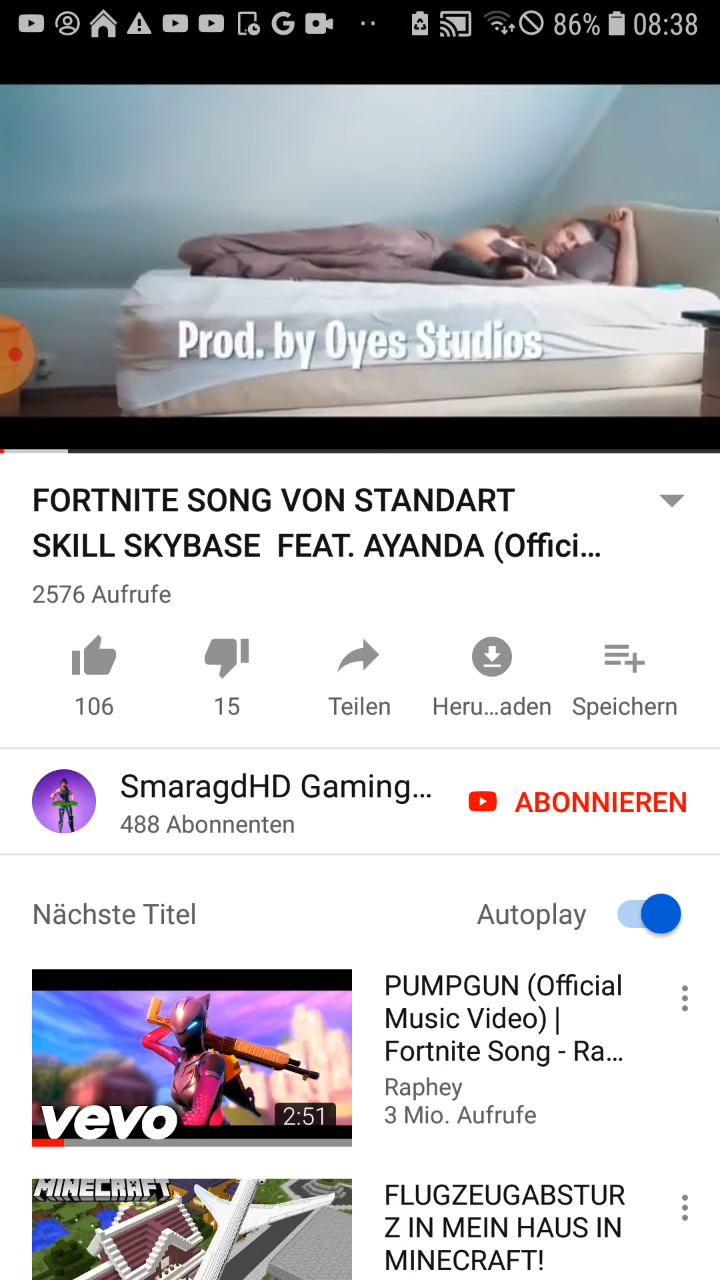 86% 08:38
Prod. by Oyes Studios
FORTNITE SONG VON STANDART
SKILL SKYBASE  FEAT. AYANDA (Offici...
2576 Aufrufe
106
15
Teilen
Heru...aden
Speichern
SmaragdHD Gaming...
488 Abonnenten
ABONNIEREN
Nächste Titel
Autoplay
vevo
2:51
PUMPGUN (Official
Music Video) |
Fortnite Song - Ra...
Raphey
3 Mio. Aufrufe
MINECRAFT
FLUGZEUGABSTUR
Z IN MEIN HAUS IN
MINECRAFT!